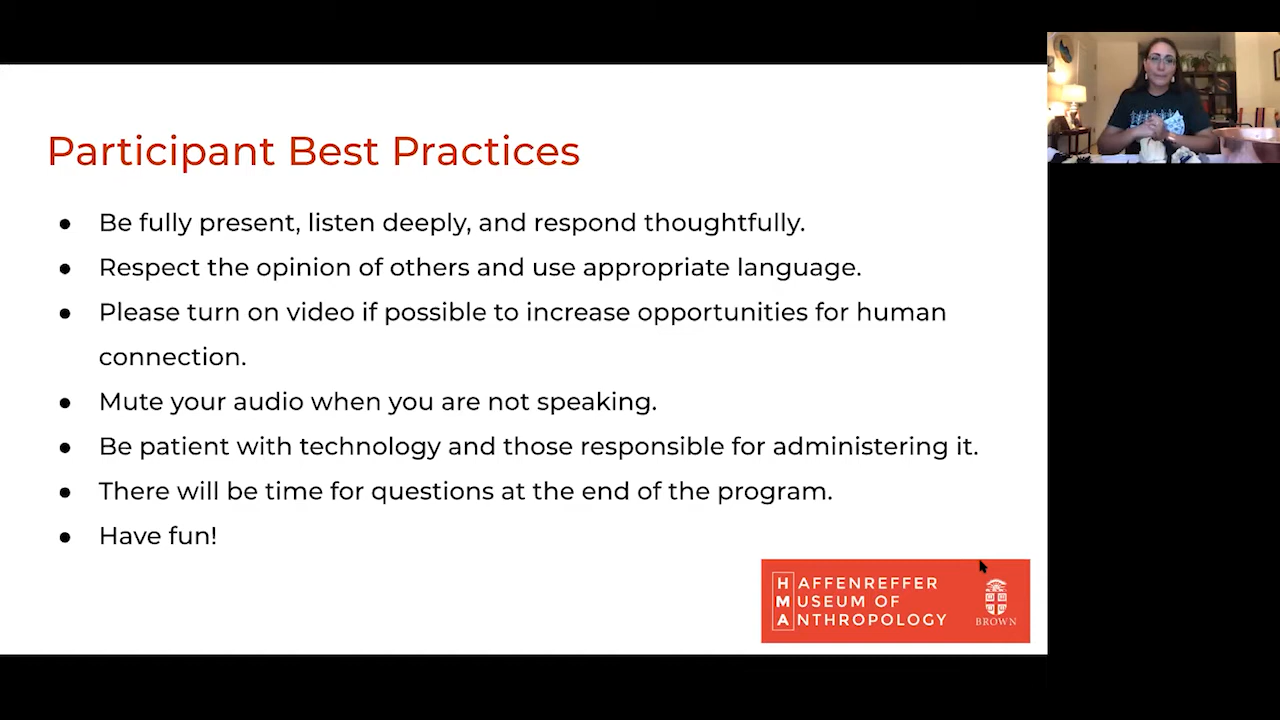 Participant Best Practices
● Be fully present, listen deeply, and respond thoughtfully.
● Respect the opinion of others and use appropriate language.
● Please turn on video if possible to increase opportunities for human
connection.
● Mute your audio when you are not speaking.
● Be patient with technology and those responsible for administering it.
● There will be time for questions at the end of the program.
● Have fun!
HAFFENREFFER
MUSEUM OF
ANTHROPOLOGY
BROWN